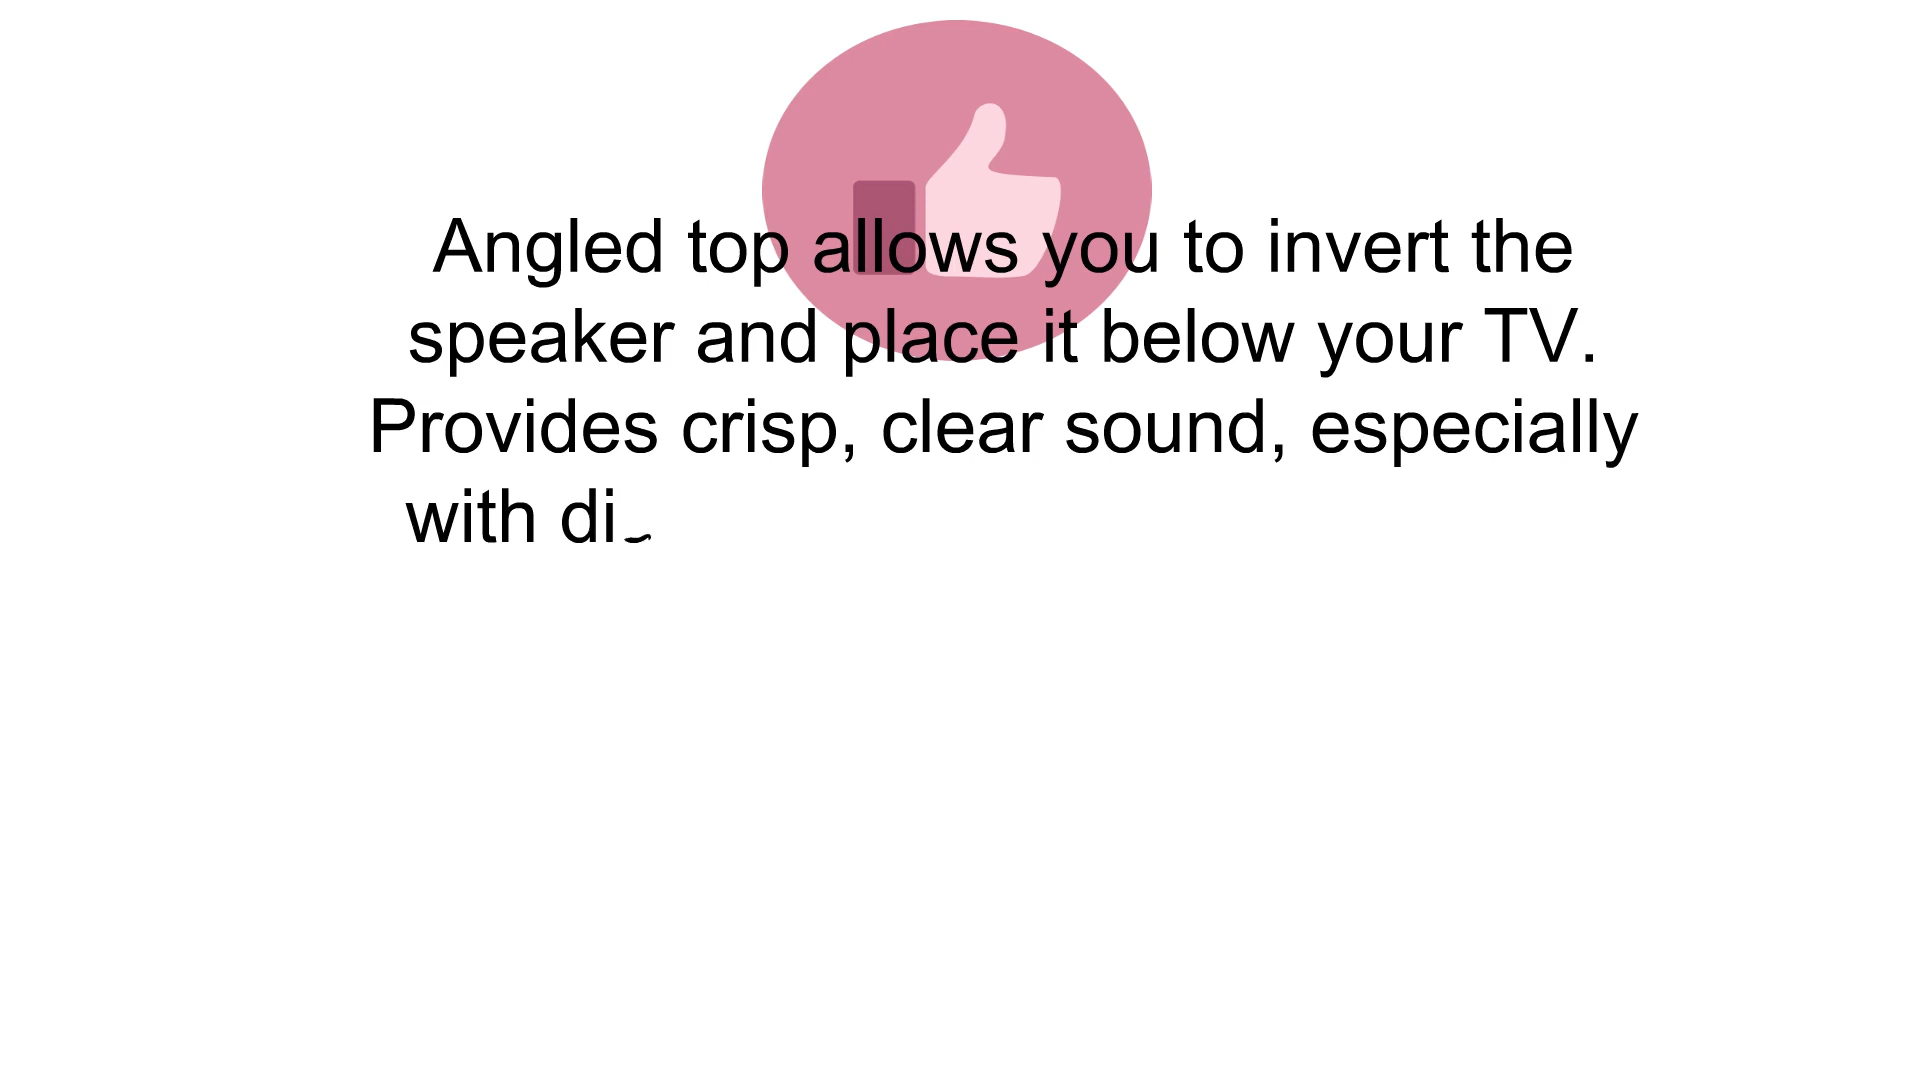 Angled top allows you to invert the
speaker and place it below your TV.
Provides crisp, clear sound, especially
with